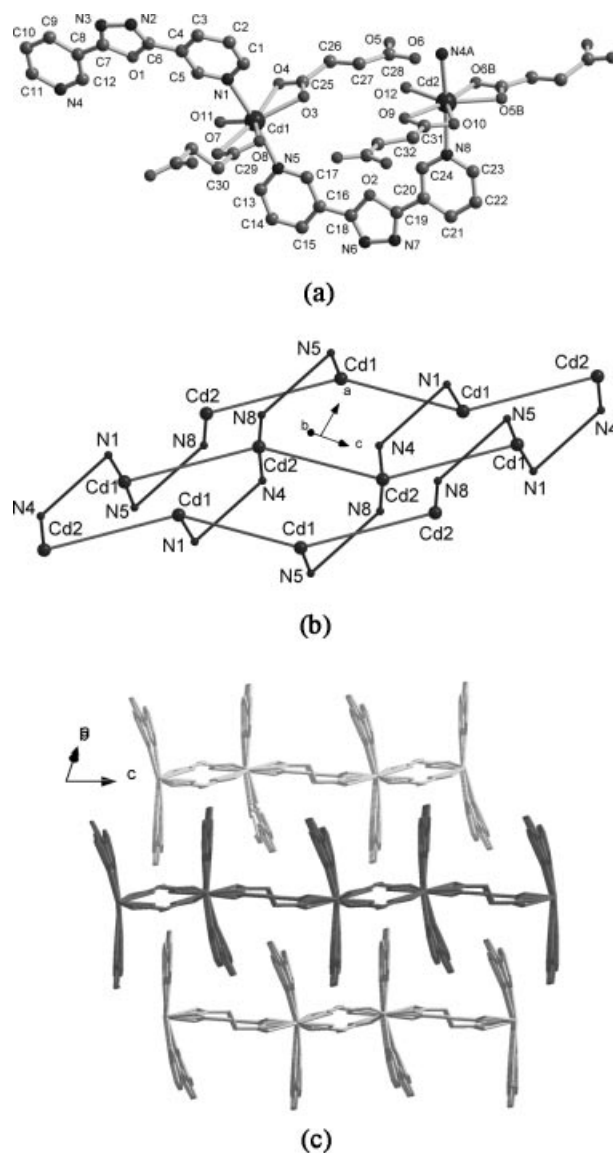 N3 N2 C3
C9 C4 C2
C10 C8 C6
C7 C1
O1 C5
C11 C12
N4 N1
O11
O7
Cd1
O4
C25
O3
C26 O5 O6
C27 C28
N4A
Cd2
O12
O6B
O5B
O9
O10
C31
C32
N8
O8
C29
C30
N5
C17
C13
C16
C14
C15
C18
O2
N6 N7
C20
C19
C24
C23
C22
C21
(a)
N5
Cd1
N1
Cd2
a
Cd1
Cd2
N8
b
c
N5
N4
N1
N8
N4
Cd1
Cd2
Cd1
N4
N5
N4
Cd2
N8
N1
Cd2
Cd1
N8
Cd2
N1
Cd1
N5
(b)
c
(c)